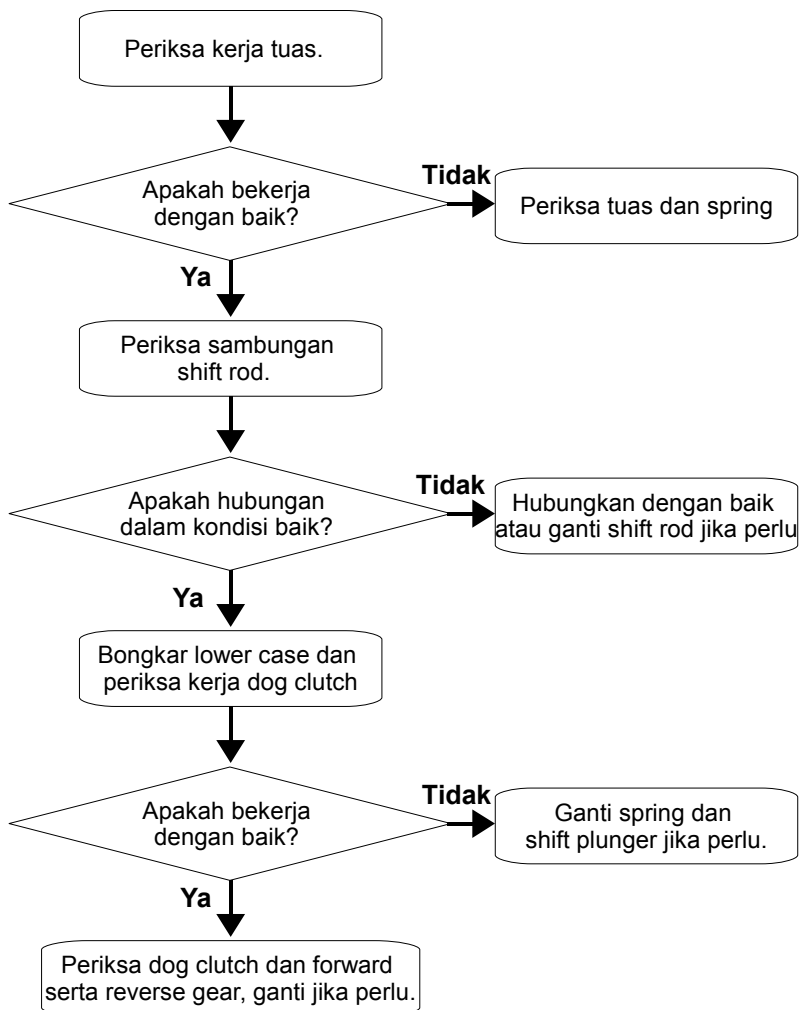 Periksa kerja tuas.
Apakah bekerja
dengan baik?
Tidak
Periksa tuas dan spring
Ya
Periksa sambungan
shift rod.
Apakah hubungan
dalam kondisi baik?
Tidak
Hubungkan dengan baik
atau ganti shift rod jika perlu
Ya
Bongkar lower case dan
periksa kerja dog clutch
Apakah bekerja
dengan baik?
Tidak
Ganti spring dan
shift plunger jika perlu.
Ya
Periksa dog clutch dan forward
serta reverse gear, ganti jika perlu.